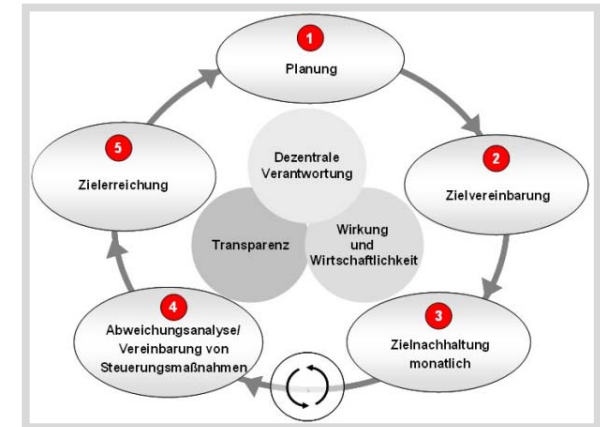 1
Planung
2
Zielvereinbarung
3
Zielnachhaltung
monatlich
4
Abweichungsanalyse/
Vereinbarung von
Steuerungsmaßnahmen
5
Zielerreichung
Dezentrale
Verantwortung
Transparenz
Wirkung
und
Wirtschaftlichkeit